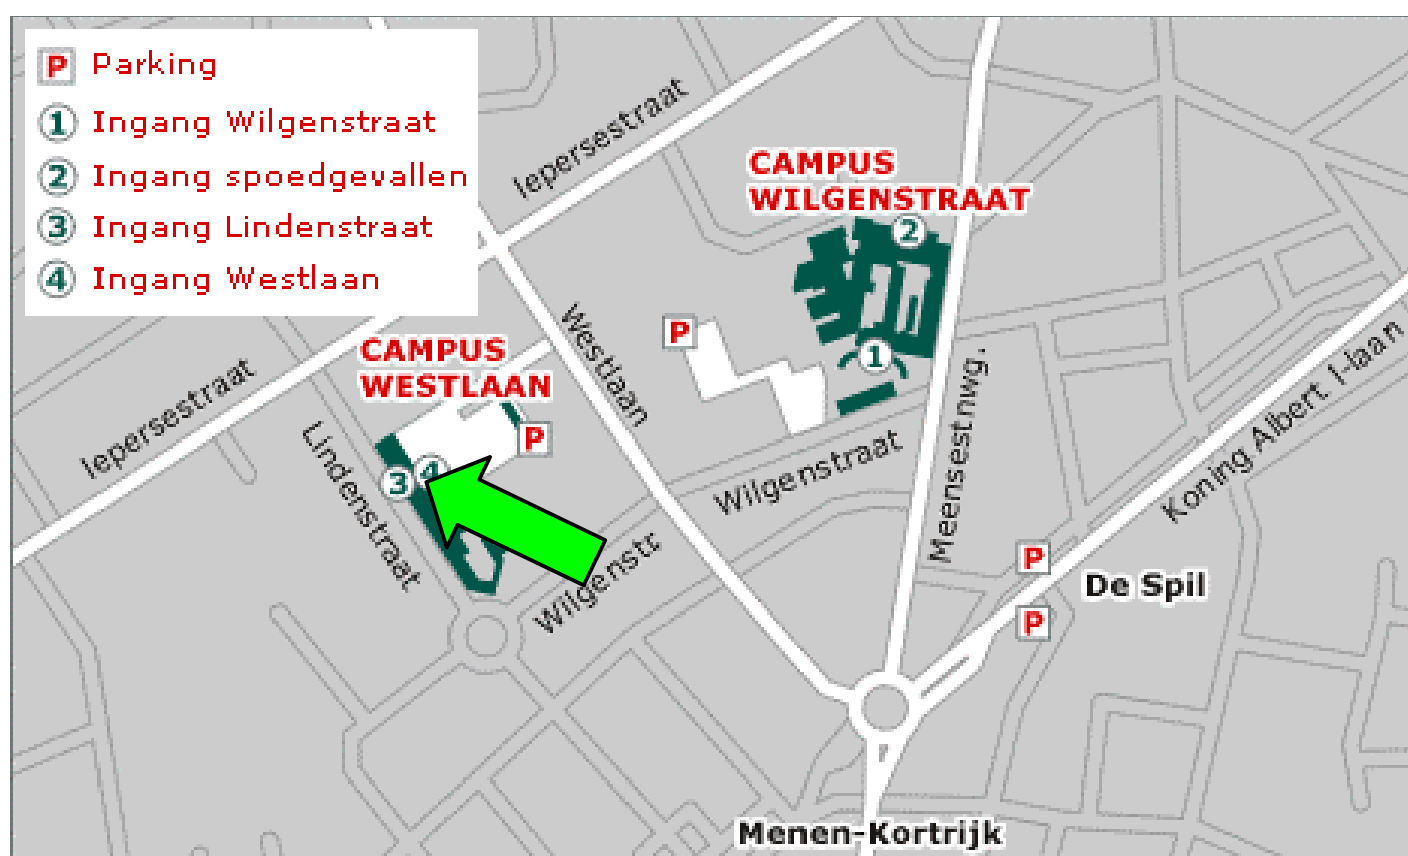 P Parking
1 Ingang Wilgenstraat
2 Ingang spoedgevallen
3 Ingang Lindenstraat
4 Ingang Westlaan
Iepersestraat
CAMPUS
WILGENSTRAAT
2
P
1
Westlaan
CAMPUS
WESTLAAN
P
3
4
Iepersestraat
Lindenstraat
Wilgenstraat
Wilgenstr.
Meensestnwg.
Koning Albert I-laan
P
De Spil
P
Menen-Kortrijk